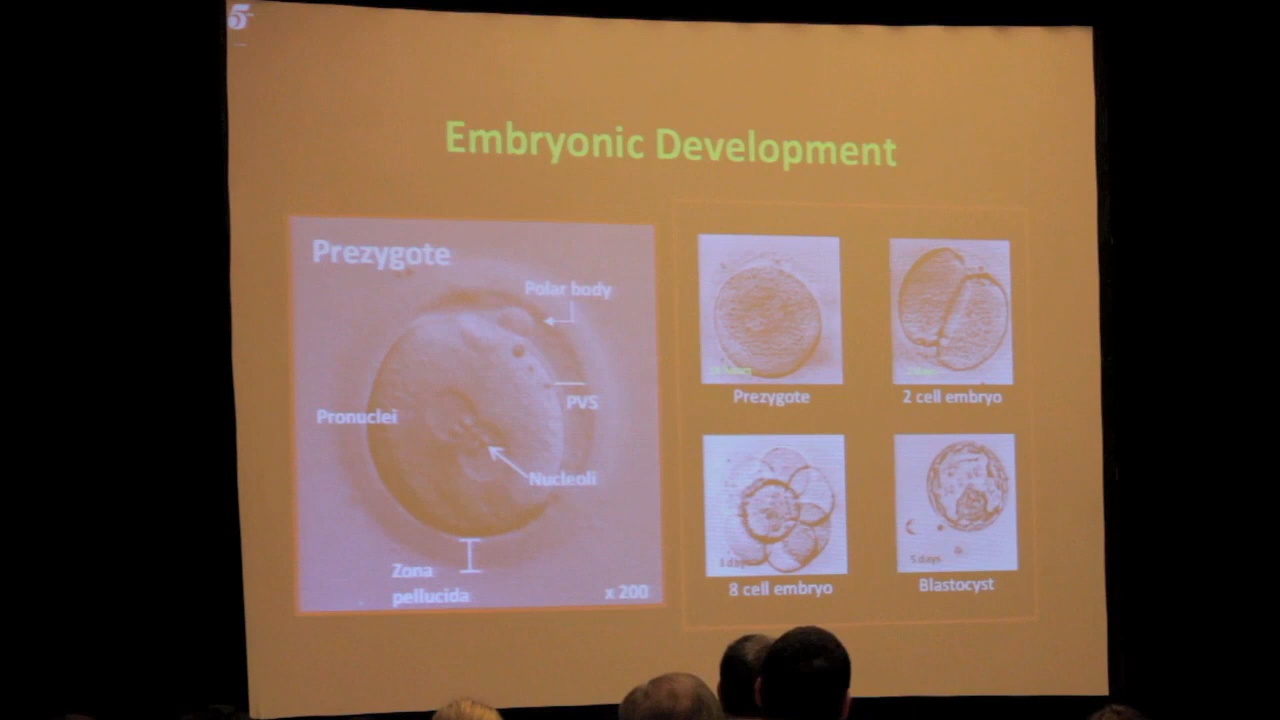 5
Embryonic Development
Prezygote
Polar body
PVS
Pronuclei
Nucleoli
Zona
pellucida
x 200
Prezygote
2 cell embryo
3 days
8 cell embryo
5 days
Blastocyst